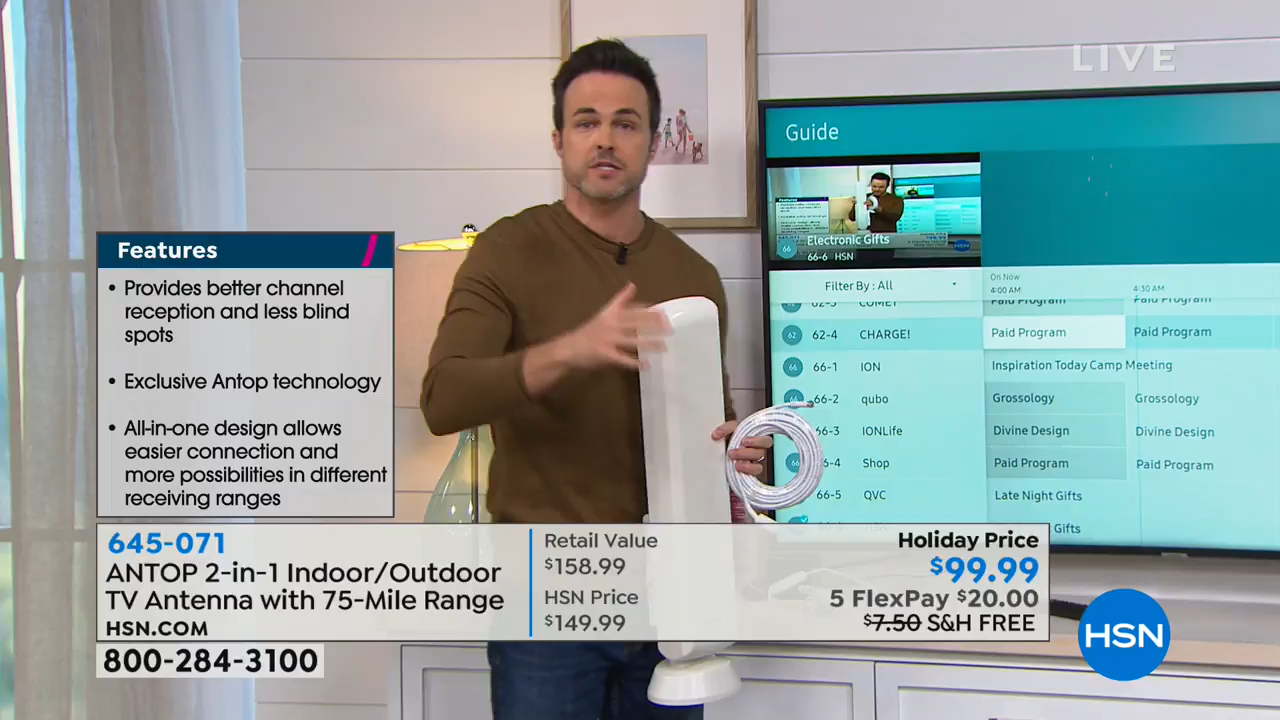 LIVE
Guide
Electronic Gifts
66-6 HSN
Filter By : All
On Now
4:00 AM
4:30 AM
62-3 COMET Paid Program Paid Program
62 62-4 CHARGE! Paid Program Paid Program
66 66-1 ION Inspiration Today Camp Meeting
66 66-2 qubo Grossology Grossology
66-3 IONLife Divine Design Divine Design
66 -4 Shop Paid Program Paid Program
66-5 QVC Late Night Gifts
Gifts
Features
• Provides better channel
reception and less blind
spots
• Exclusive Antop technology
• All-in-one design allows
easier connection and
more possibilities in different
receiving ranges
645-071
ANTOP 2-in-1 Indoor/Outdoor
TV Antenna with 75-Mile Range
HSN.COM
Retail Value
$158.99
HSN Price
$149.99
Holiday Price
$99.99
5 FlexPay $20.00
$7.50 S&H FREE
800-284-3100
HSN